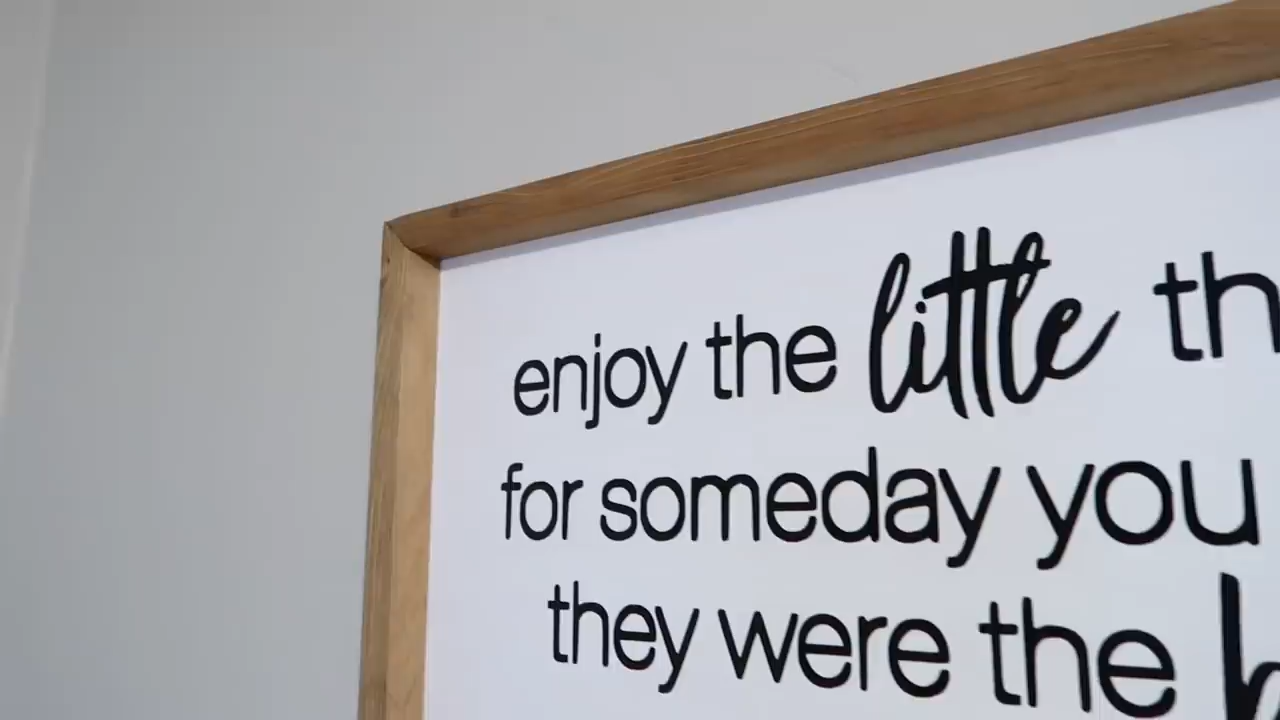 enjoy the little th
for someday you
they were the